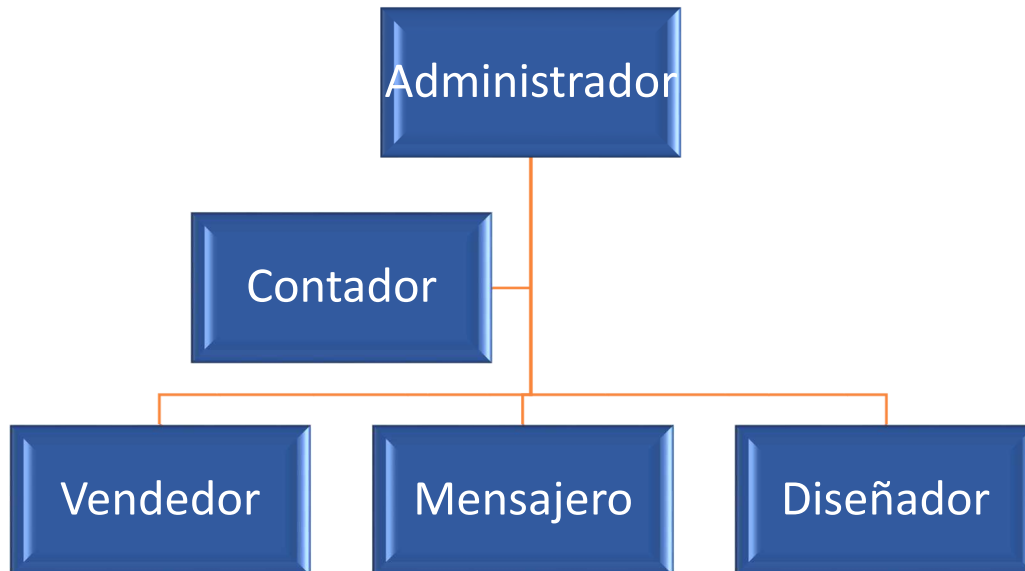 Administrador
Contador
Vendedor
Mensajero
Diseñador